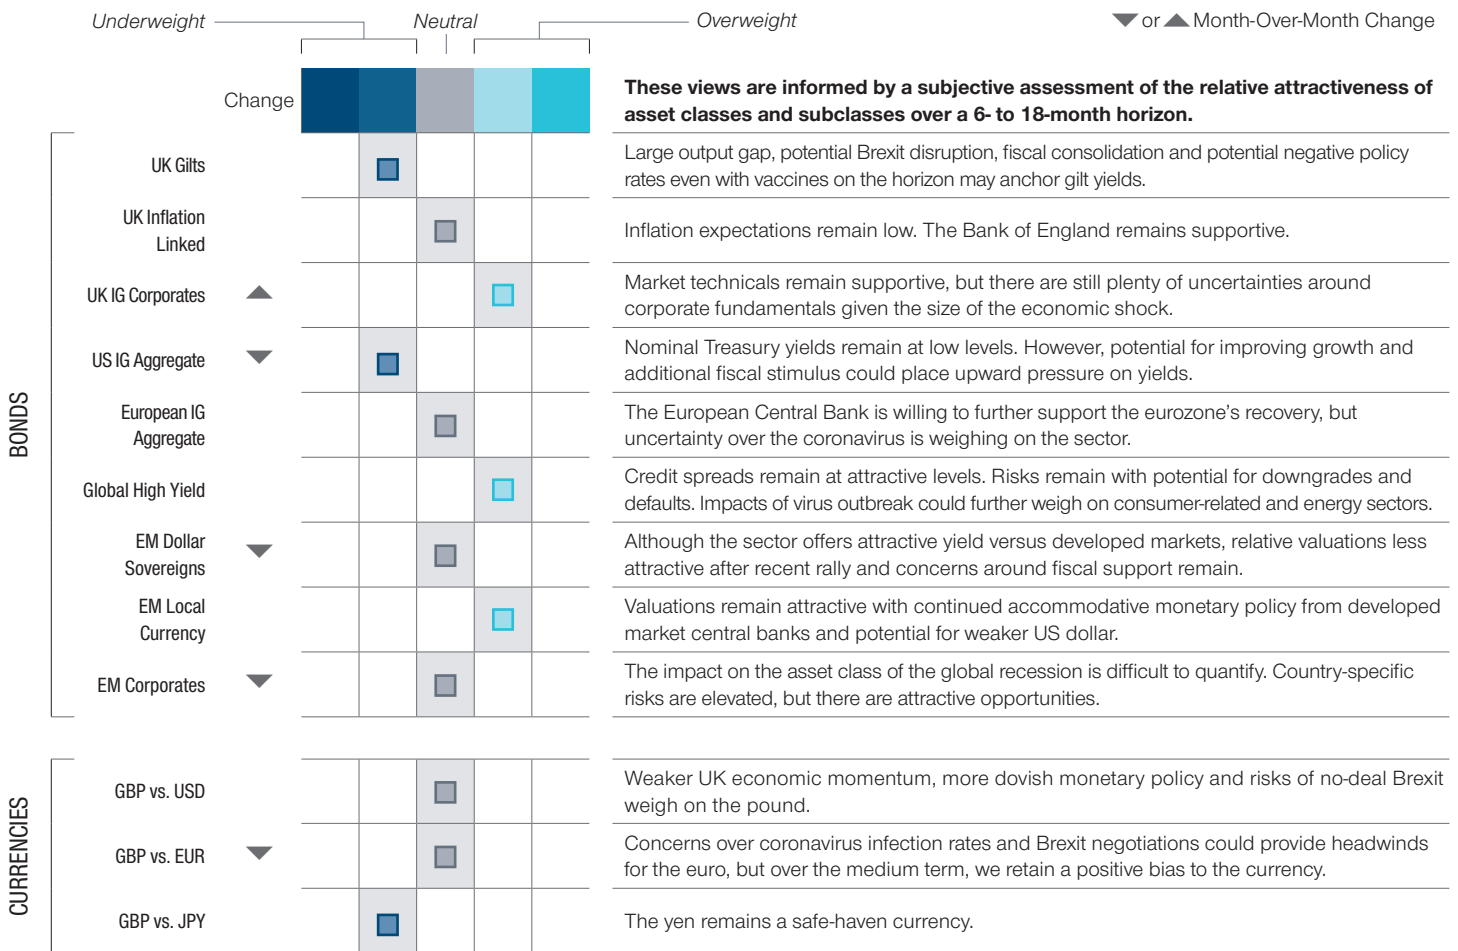 Underweight Neutral Overweight ▼ or ▲ Month-Over-Month Change
Change
These views are informed by a subjective assessment of the relative attractiveness of
asset classes and subclasses over a 6- to 18-month horizon.
BONDS
UK Gilts
Large output gap, potential Brexit disruption, fiscal consolidation and potential negative policy
rates even with vaccines on the horizon may anchor gilt yields.
UK Inflation
Linked
Inflation expectations remain low. The Bank of England remains supportive.
UK IG Corporates ▲
Market technicals remain supportive, but there are still plenty of uncertainties around
corporate fundamentals given the size of the economic shock.
US IG Aggregate ▼
Nominal Treasury yields remain at low levels. However, potential for improving growth and
additional fiscal stimulus could place upward pressure on yields.
European IG
Aggregate
The European Central Bank is willing to further support the eurozone's recovery, but
uncertainty over the coronavirus is weighing on the sector.
Global High Yield
Credit spreads remain at attractive levels. Risks remain with potential for downgrades and
defaults. Impacts of virus outbreak could further weigh on consumer-related and energy sectors.
EM Dollar
Sovereigns ▼
Although the sector offers attractive yield versus developed markets, relative valuations less
attractive after recent rally and concerns around fiscal support remain.
EM Local
Currency
Valuations remain attractive with continued accommodative monetary policy from developed
market central banks and potential for weaker US dollar.
EM Corporates ▼
The impact on the asset class of the global recession is difficult to quantify. Country-specific
risks are elevated, but there are attractive opportunities.
CURRENCIES
GBP vs. USD
Weaker UK economic momentum, more dovish monetary policy and risks of no-deal Brexit
weigh on the pound.
GBP vs. EUR ▼
Concerns over coronavirus infection rates and Brexit negotiations could provide headwinds
for the euro, but over the medium term, we retain a positive bias to the currency.
GBP vs. JPY
The yen remains a safe-haven currency.